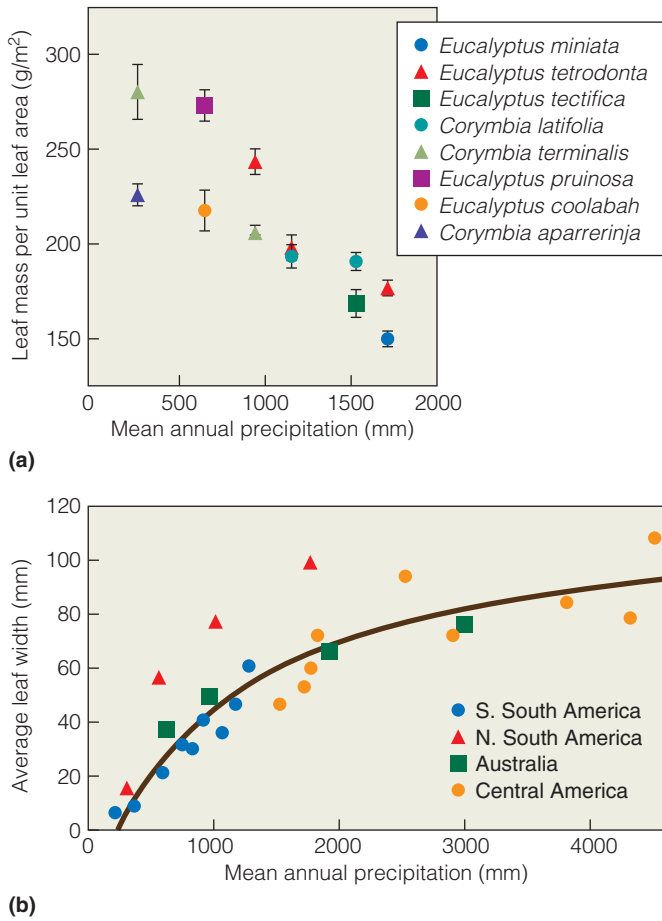 300
250
200
150
0
500
1000
1500
2000
Leaf mass per unit leaf area (g/m²)
Mean annual precipitation (mm)
Eucalyptus miniata
Eucalyptus tetrodonta
Eucalyptus tectifica
Corymbia latifolia
Corymbia terminalis
Eucalyptus pruinosa
Eucalyptus coolabah
Corymbia aparrerinja
(a)
120
100
80
60
40
20
0
0
1000
2000
3000
4000
Average leaf width (mm)
Mean annual precipitation (mm)
S. South America
N. South America
Australia
Central America
(b)